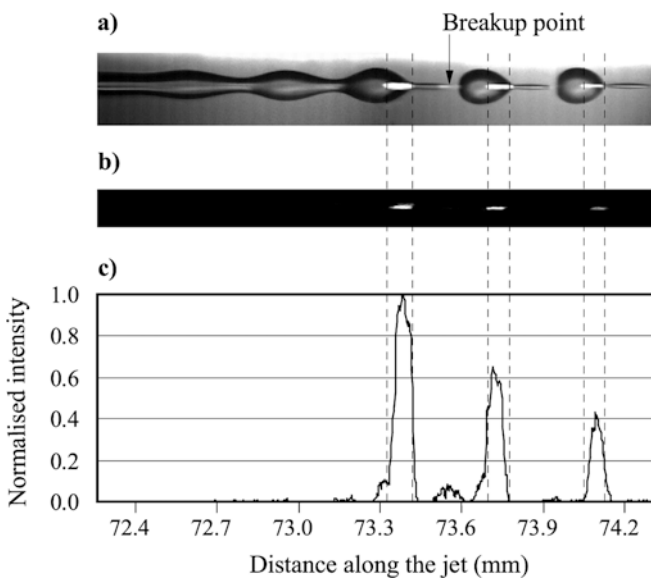 a)
Breakup point
b)
c)
Normalised intensity
1.0
0.8
0.6
0.4
0.2
0.0
72.4 72.7 73.0 73.3 73.6 73.9 74.2
Distance along the jet (mm)